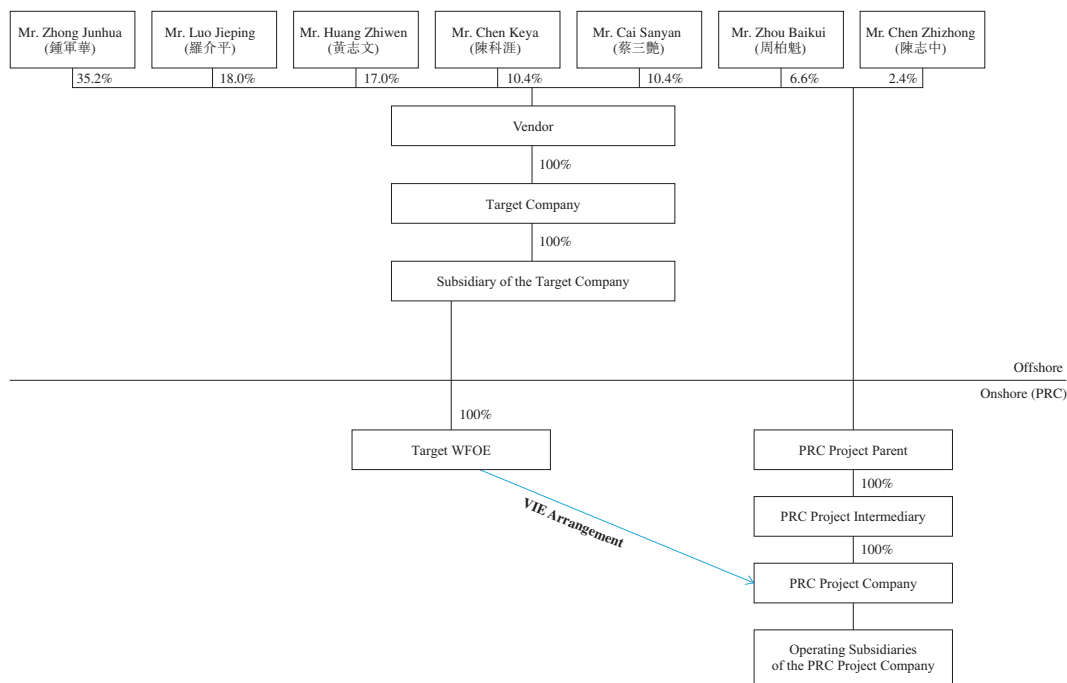 Mr. Zhong Junhua
(鍾軍華)
Mr. Luo Jieping
(羅介平)
Mr. Huang Zhiwen
(黃志文)
Mr. Chen Keya
(陳科涯)
Mr. Cai Sanyan
(蔡三艷)
Mr. Zhou Baikui
(周柏魁)
Mr. Chen Zhizhong
(陳志中)
35.2%
18.0%
17.0%
10.4%
10.4%
6.6%
2.4%
Vendor
100%
Target Company
100%
Subsidiary of the Target Company
Offshore
Onshore (PRC)
100%
Target WFOE
PRC Project Parent
100%
VIE Arrangement
PRC Project Intermediary
100%
PRC Project Company
Operating Subsidiaries
of the PRC Project Company